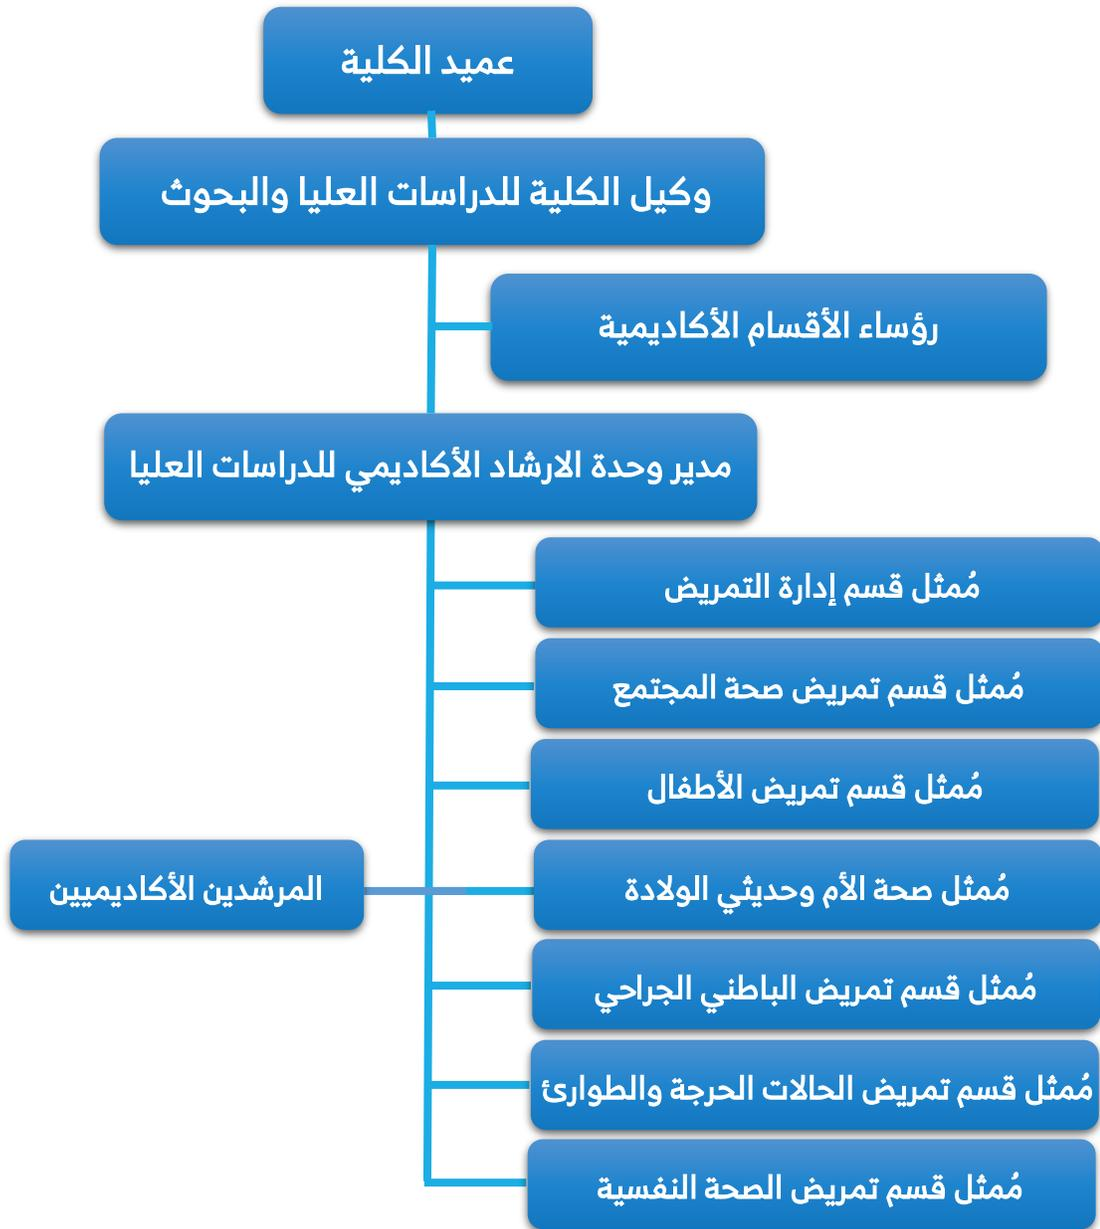 عميد الكلية
وكيل الكلية للدراسات العليا والبحوث
رؤساء الأقسام الأكاديمية
مدير وحدة الارشاد الأكاديمي للدراسات العليا
مُمثل قسم إدارة التمريض
مُمثل قسم تمريض صحة المجتمع
مُمثل قسم تمريض الأطفال
مُمثل صحة الأم وحديثي الولادة
المرشدين الأكاديميين
مُمثل قسم تمريض الباطني الجراحي
مُمثل قسم تمريض الحالات الحرجة والطوارئ
مُمثل قسم تمريض الصحة النفسية